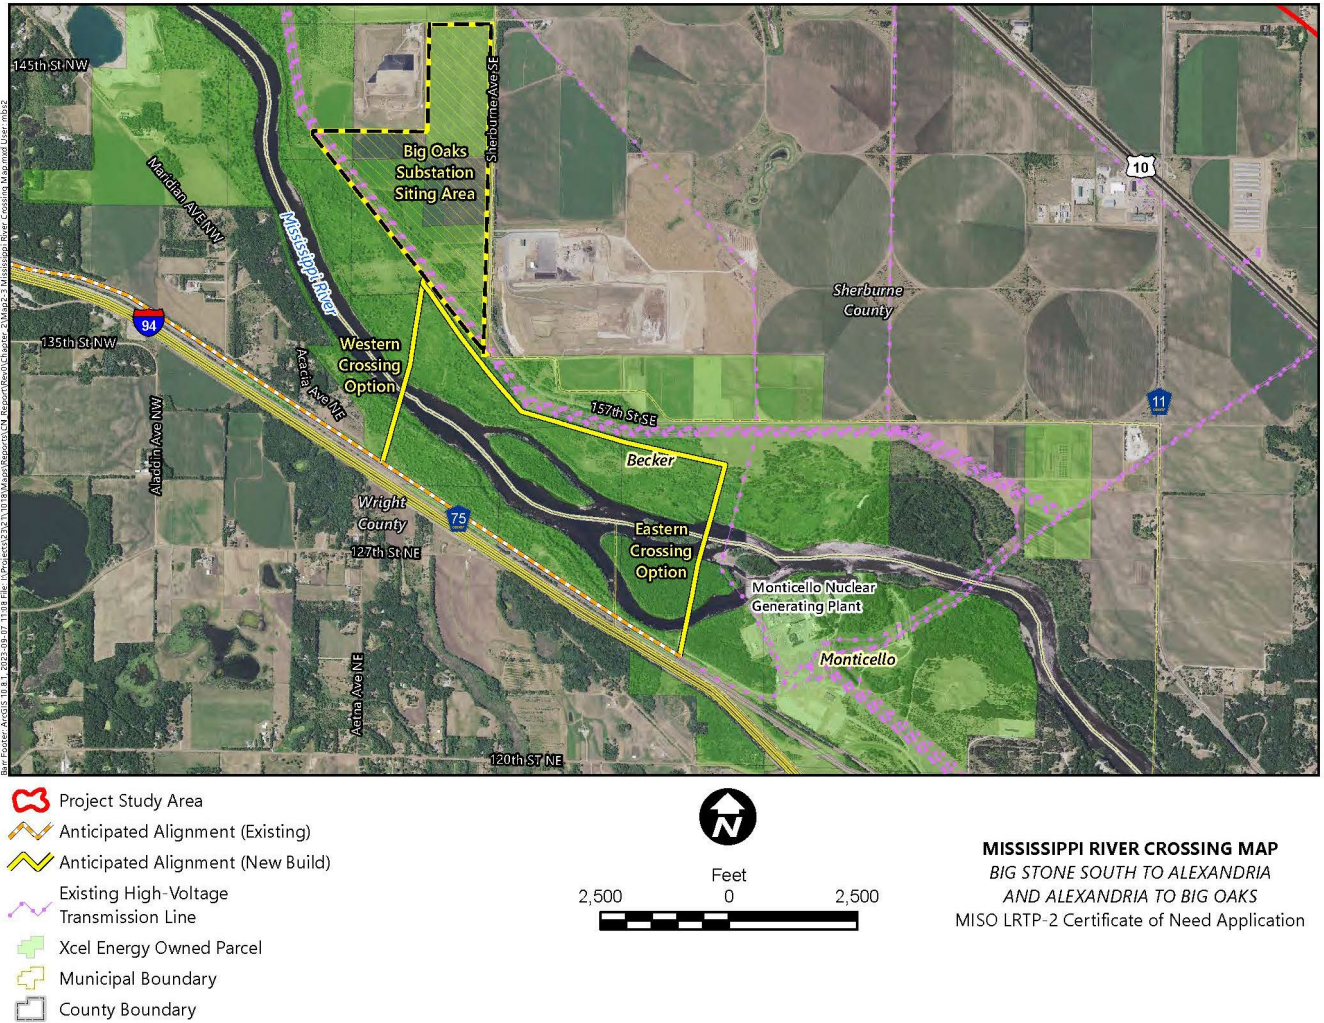 145th St NW
Maridian AVE NW
Sherburne Ave SE
Big Oaks
Substation
Siting Area
10
Mississippi River
94
135th St NW
Sherburne
County
Western
Crossing
Option
Acacia Ave NE
Aladdin Ave NW
157th St SE
11
Becker
Wright
County
75
127th St NE
Eastern
Crossing
Option
Monticello Nuclear
Generating Plant
Monticello
Aetna Ave NE
120th ST NE
Project Study Area
Anticipated Alignment (Existing)
Anticipated Alignment (New Build)
Existing High-Voltage
Transmission Line
Xcel Energy Owned Parcel
Municipal Boundary
County Boundary
N
Feet
2,500 0 2,500
MISSISSIPPI RIVER CROSSING MAP
BIG STONE SOUTH TO ALEXANDRIA
AND ALEXANDRIA TO BIG OAKS
MISO LRTP-2 Certificate of Need Application